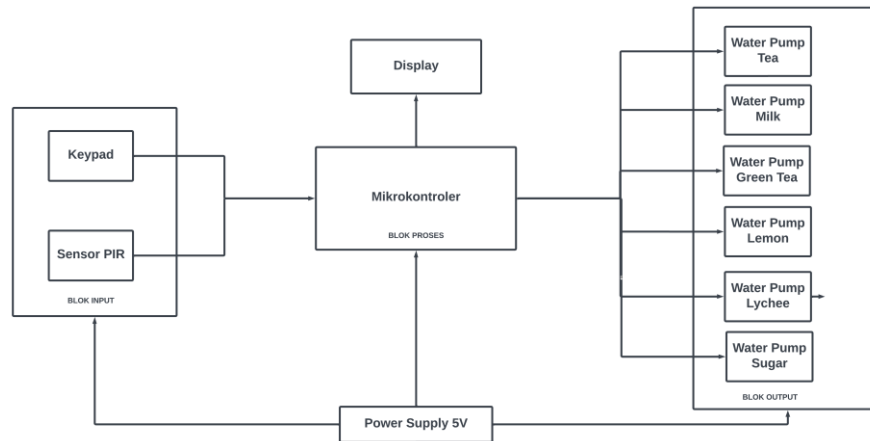 Display
Keypad
Sensor PIR
BLOK INPUT
Mikrokontroler
BLOK PROSES
Water Pump
Tea
Water Pump
Milk
Water Pump
Green Tea
Water Pump
Lemon
Water Pump
Lychee
Water Pump
Sugar
BLOK OUTPUT
Power Supply 5V